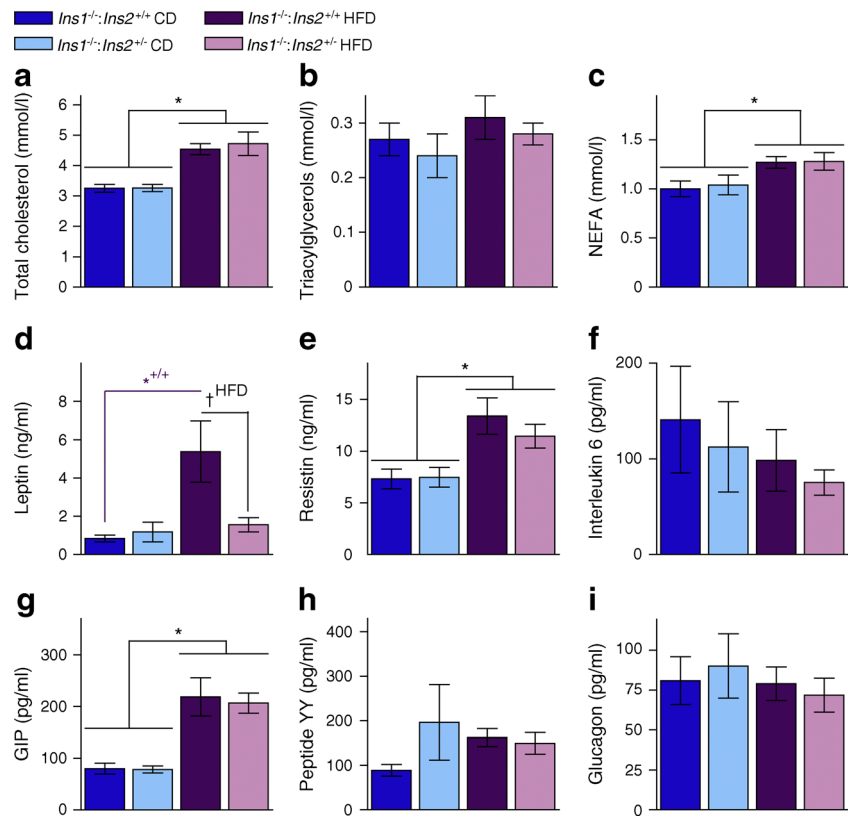 Ins1-/-:Ins2+/+ CD
Ins1-/-:Ins2+/+ HFD
Ins1-/-:Ins2+/- CD
Ins1-/-:Ins2+/- HFD
a
Total cholesterol (mmol/l)
6
5
4
3
2
1
0
*
b
Triacylglycerols (mmol/l)
0.3
0.2
0.1
0
c
NEFA (mmol/l)
1.5
1.0
0.5
0
*
d
Leptin (ng/ml)
8
6
4
2
0
*+/+
†HFD
e
Resistin (ng/ml)
15
10
5
0
*
f
Interleukin 6 (pg/ml)
200
100
0
g
GIP (pg/ml)
300
200
100
0
*
h
Peptide YY (pg/ml)
400
300
200
100
0
i
Glucagon (pg/ml)
100
75
50
25
0